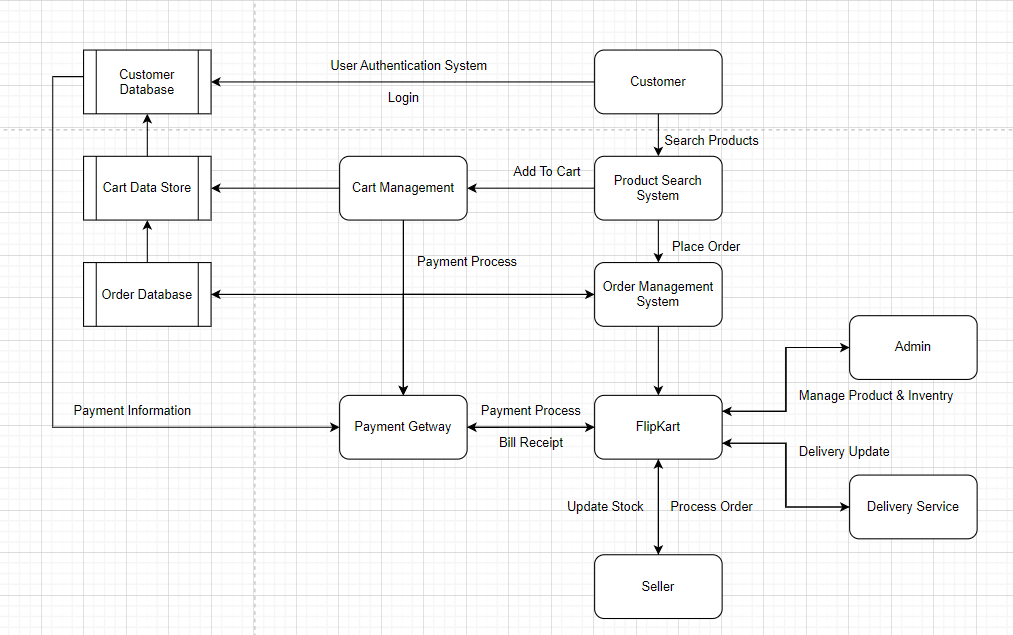 User Authentication System
Customer
Database
Customer
Login
Search Products
Add To Cart
Cart Data Store
Cart Management
Product Search
System
Place Order
Payment Process
Order Database
Order Management
System
Admin
Manage Product & Inventry
Payment Information
Payment Process
Payment Getway
FlipKart
Bill Receipt
Delivery Update
Update Stock
Process Order
Delivery Service
Seller